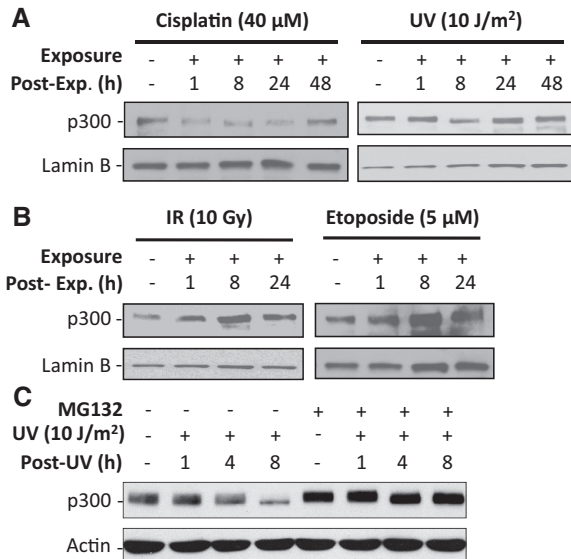 A
Cisplatin (40 µM) UV (10 J/m²)
Exposure - + + + + - + + + +
Post-Exp. (h) - 1 8 24 48 - 1 8 24 48
p300 -
Lamin B -
B
IR (10 Gy) Etoposide (5 µM)
Exposure - + + + - + + +
Post- Exp. (h) - 1 8 24 - 1 8 24
p300 -
Lamin B -
C
MG132 - - - - + + + +
UV (10 J/m²) - + + + - + + +
Post-UV (h) - 1 4 8 - 1 4 8
p300 -
Actin -